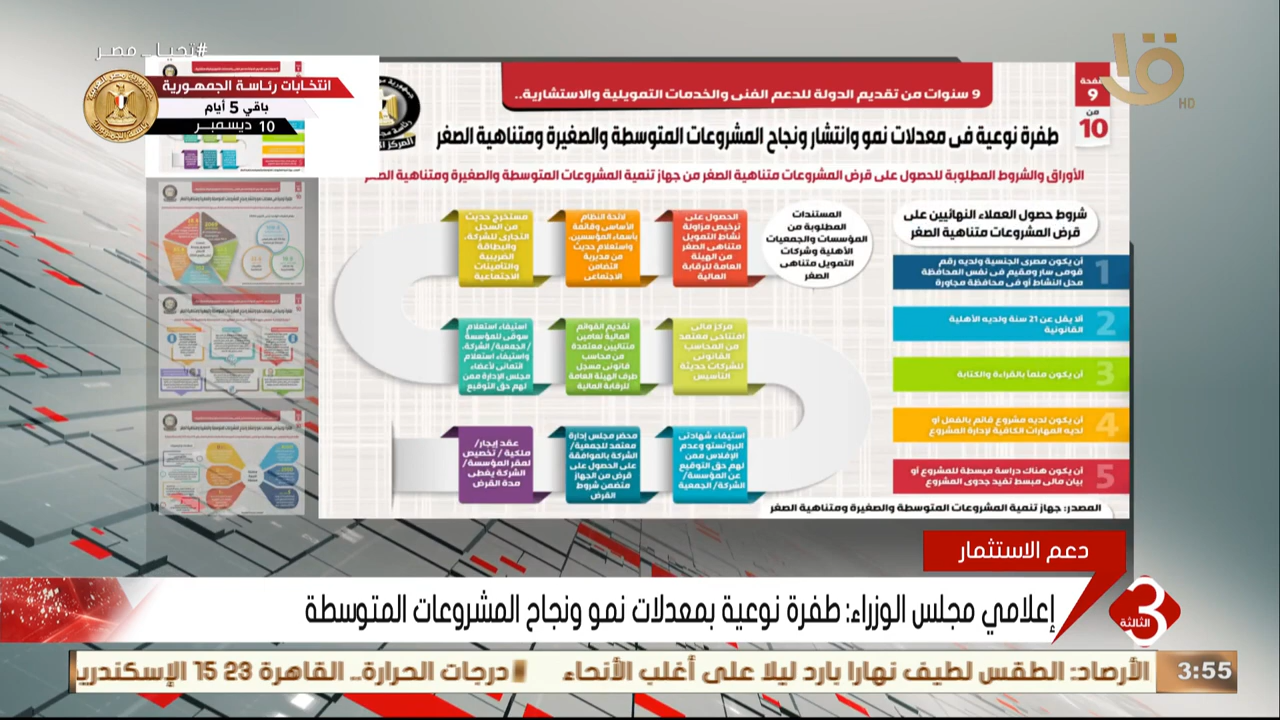 #تحيا_مصر
انتخابات رئاسة الجمهورية
باقي 5 أيام
10 ديسمبر
HD
صفحة
9
من
10
9 سنوات من تقديم الدولة للدعم الفنى والخدمات التمويلية والاستشارية..
طفرة نوعية فى معدلات نمو وانتشار ونجاح المشروعات المتوسطة والصغيرة ومتناهية الصغر
الأوراق والشروط المطلوبة للحصول على قرض المشروعات متناهية الصغر من جهاز تنمية المشروعات المتوسطة والصغيرة ومتناهية الصغر
شروط حصول العملاء النهائيين على
قرض المشروعات متناهية الصغر
1
أن يكون مصرى الجنسية ولديه رقم
قومى سار ومقيم فى نفس المحافظة
محل النشاط أو فى محافظة مجاورة
2
ألا يقل عن 21 سنة ولديه الأهلية
القانونية
3
أن يكون ملماً بالقراءة والكتابة
4
أن يكون لديه مشروع قائم بالفعل أو
لديه المهارات الكافية لإدارة المشروع
5
أن يكون هناك دراسة مبسطة للمشروع أو
بيان مالى مبسط تفيد جدوى المشروع
المستندات
المطلوبة من
المؤسسات والجمعيات
الأهلية وشركات
التمويل متناهى
الصغر
الحصول على
ترخيص مزاولة
نشاط التمويل
متناهى الصغر
من الهيئة
العامة للرقابة
المالية
لائحة النظام
الأساسى وقائمة
بأسماء المؤسسين،
واستعلام حديث
من مديرية
التضامن
الاجتماعى
مستخرج حديث
من السجل
التجارى للشركة،
والبطاقة
الضريبية
والتأمينات
الاجتماعية
مركز مالى
افتتاحى معتمد
من المحاسب
القانونى
للشركات حديثة
التأسيس
تقديم القوائم
المالية لعامين
متتاليين معتمدة
من محاسب
قانونى مسجل
طرف الهيئة العامة
للرقابة المالية
استيفاء استعلام
سوقى للمؤسسة
/ الجمعية/ الشركة،
واستيفاء استعلام
ائتمانى لأعضاء
مجلس الإدارة ممن
لهم حق التوقيع
استيفاء شهادتى
البروتستو وعدم
الإفلاس ممن
لهم حق التوقيع
عن المؤسسة/
الشركة/ الجمعية
محضر مجلس إدارة
معتمد للجمعية/
الشركة بالموافقة
على الحصول على
قرض من الجهاز
متضمن شروط
القرض
عقد إيجار/
ملكية / تخصيص
لمقر المؤسسة/
الشركة يغطى
مدة القرض
المصدر: جهاز تنمية المشروعات المتوسطة والصغيرة ومتناهية الصغر
دعم الاستثمار
إعلامي مجلس الوزراء: طفرة نوعية بمعدلات نمو ونجاح المشروعات المتوسطة
3
الثالثة
3:55
الأرصاد: الطقس لطيف نهارا بارد ليلا على أغلب الأنحاء
درجات الحرارة.. القاهرة 23 15 الإسكندري